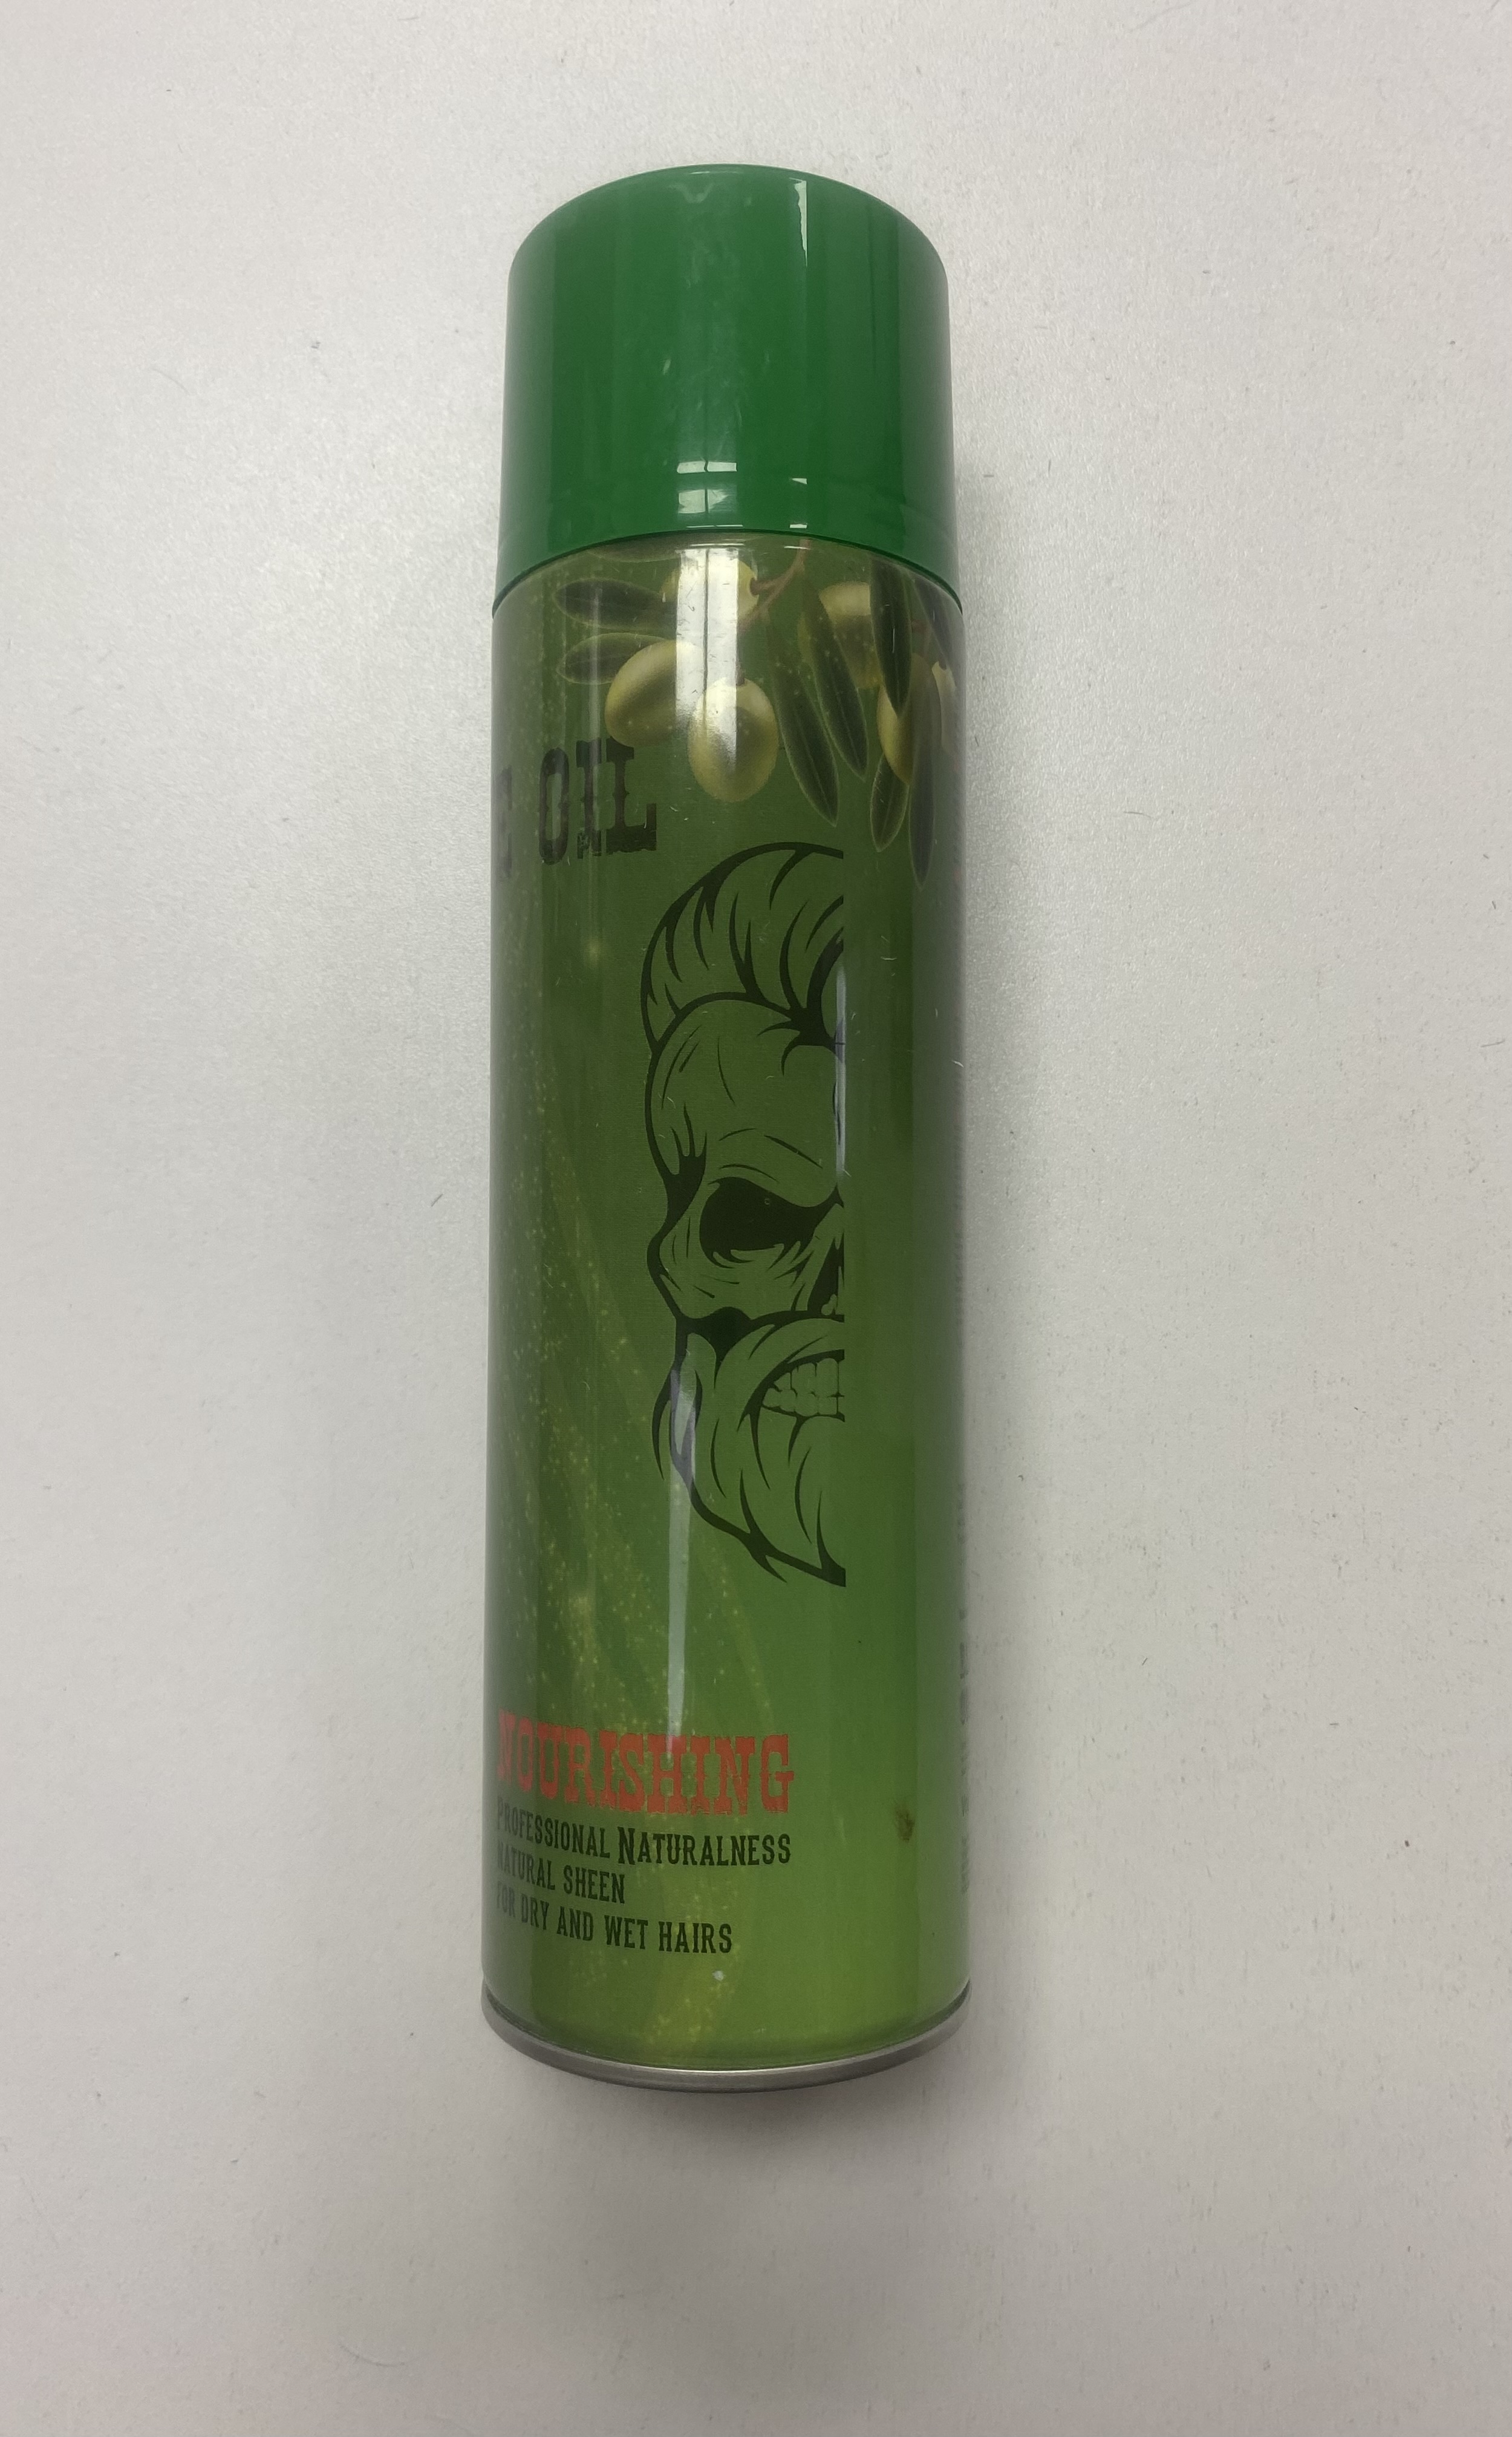 E OIL
NOURISHING
PROFESSIONAL NATURALNESS
NATURAL SHEEN
FOR DRY AND WET HAIRS